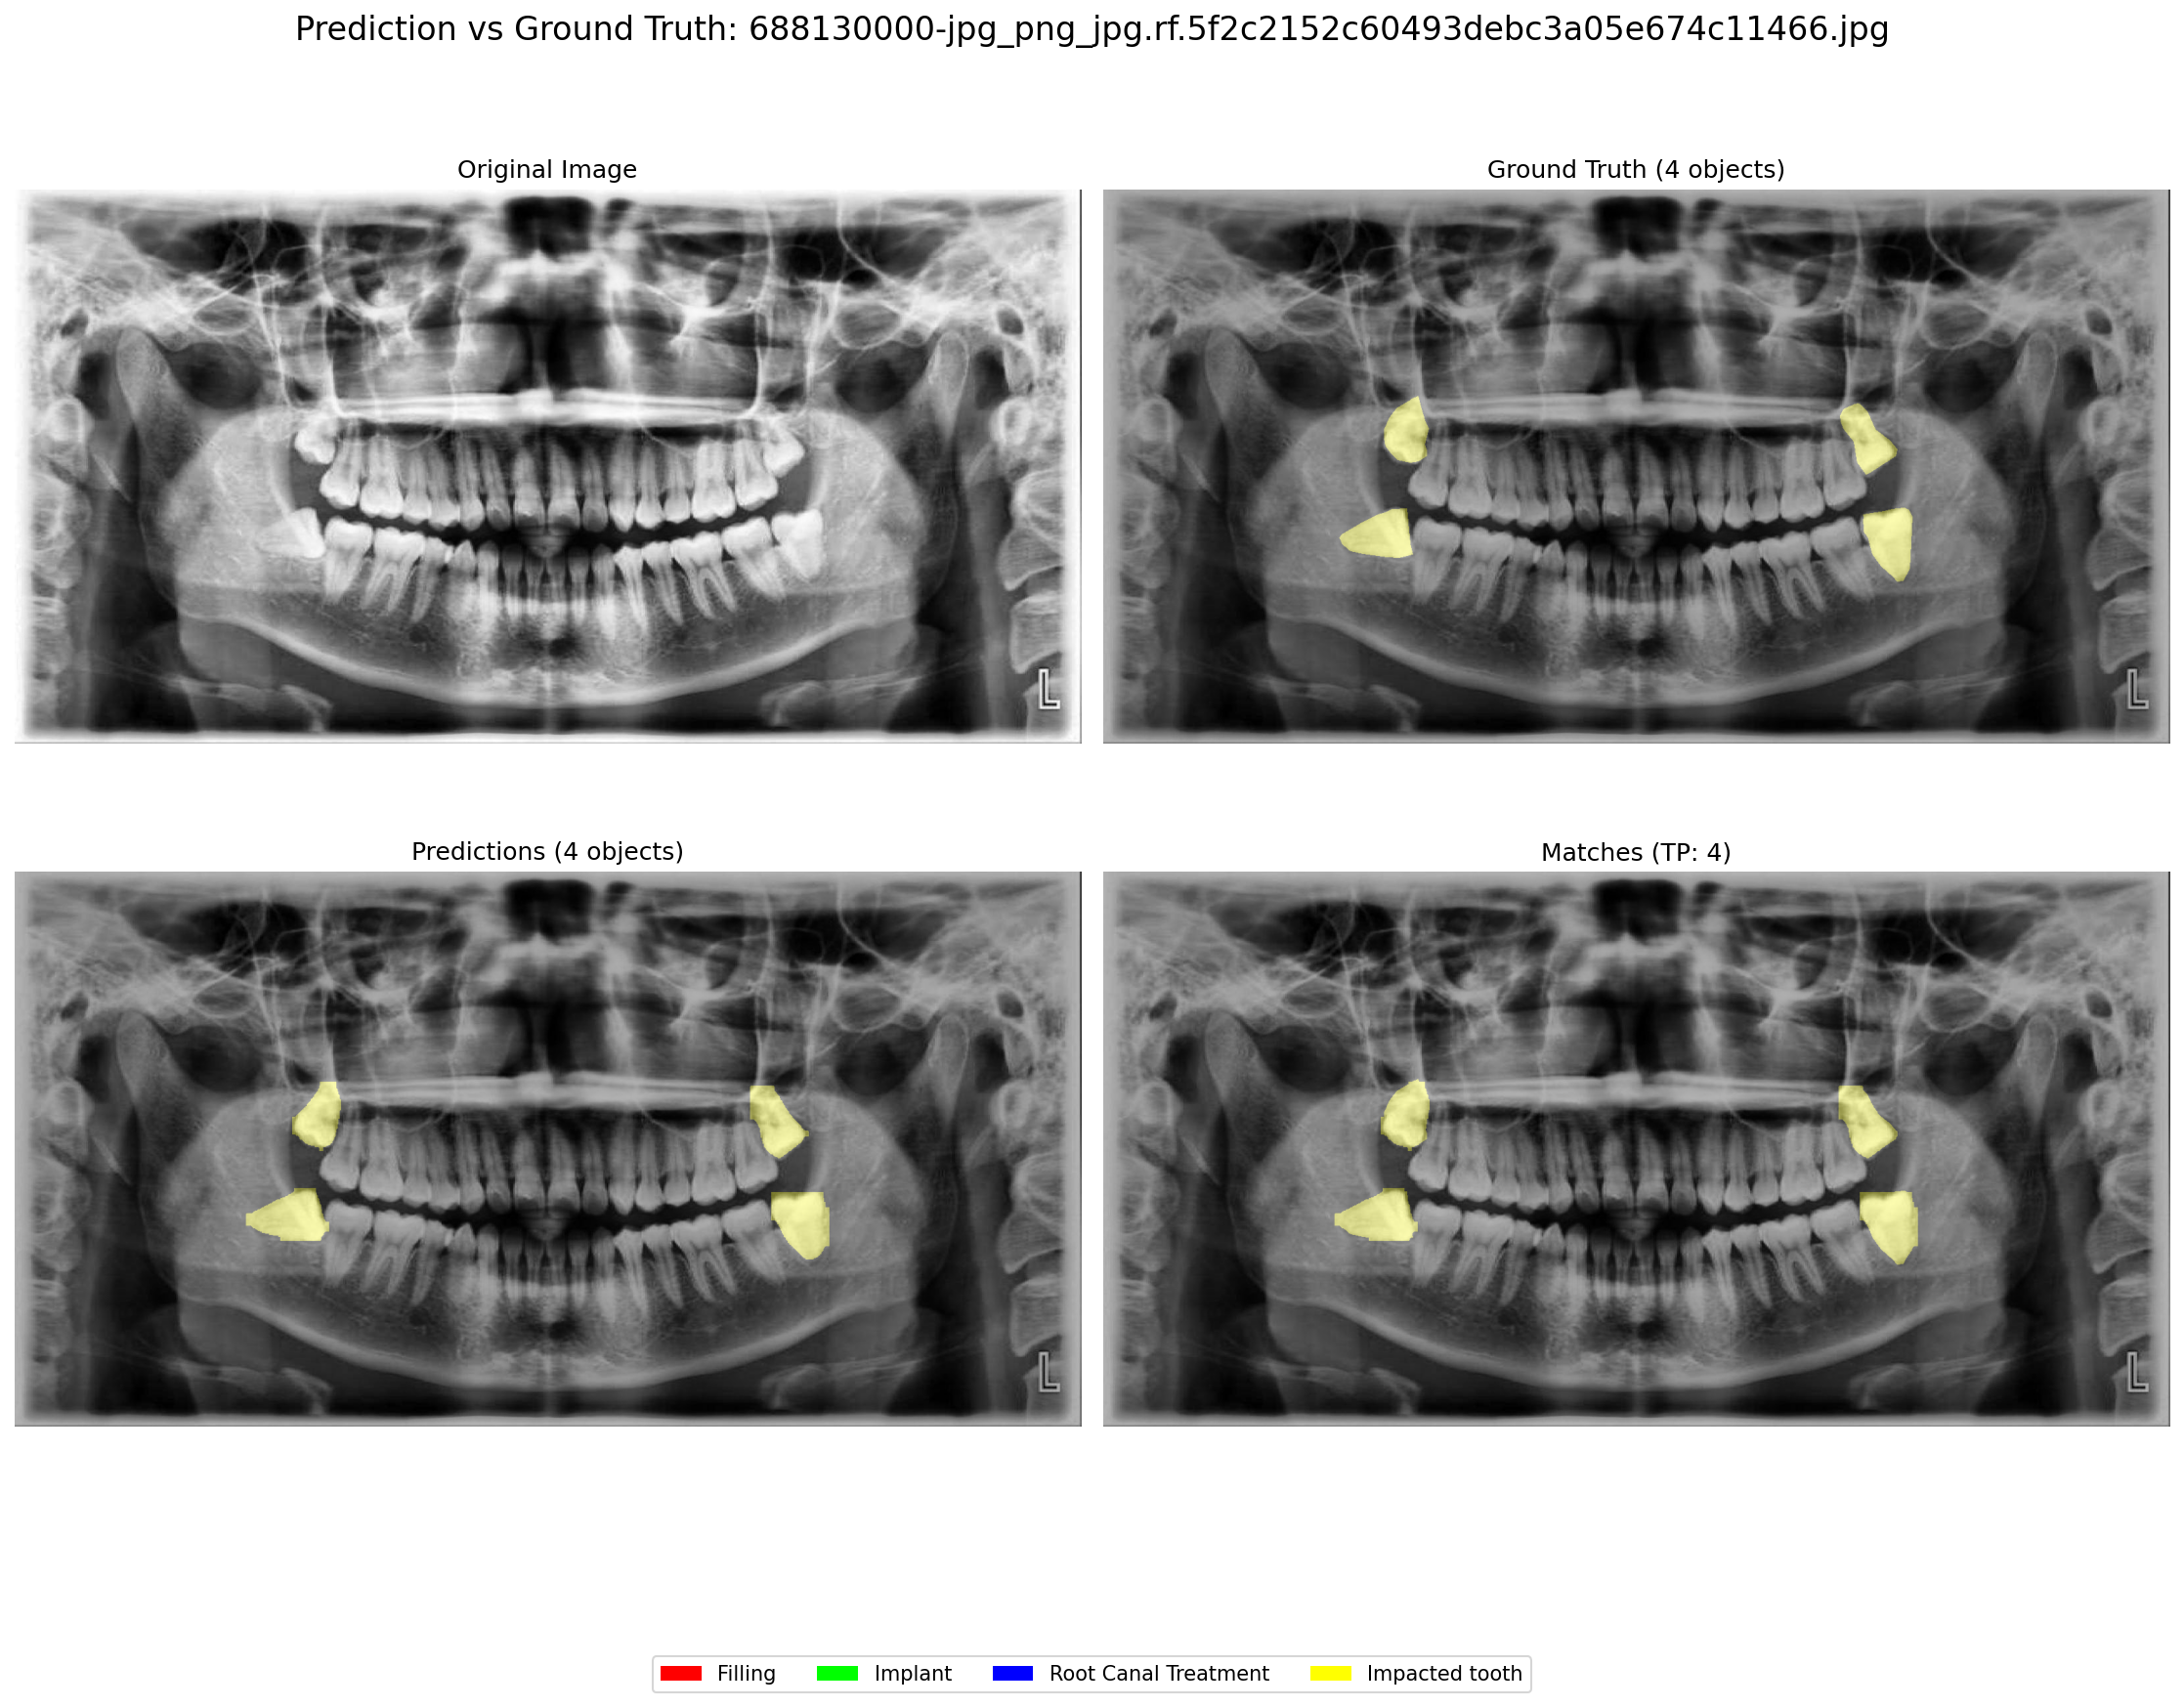 Prediction vs Ground Truth: 688130000-jpg_png_jpg.rf.5f2c2152c60493debc3a05e674c11466.jpg
Original Image
Ground Truth (4 objects)
L
L
Predictions (4 objects)
Matches (TP: 4)
L
L
Filling
Implant
Root Canal Treatment
Impacted tooth